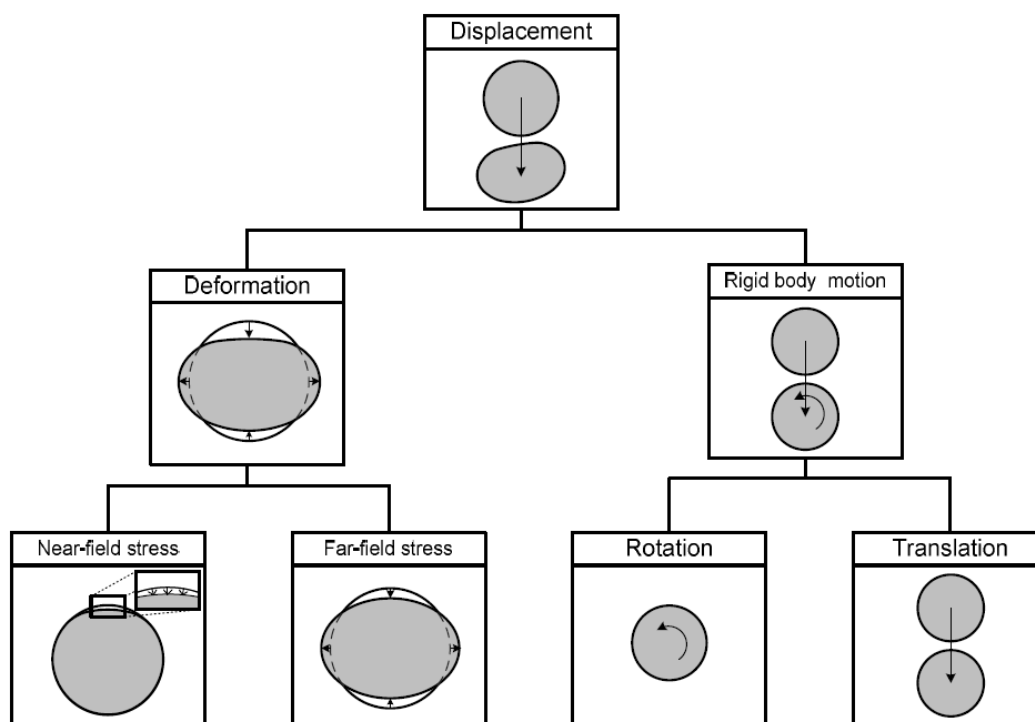 Displacement
Deformation
Rigid body motion
Near-field stress
Far-field stress
Rotation
Translation